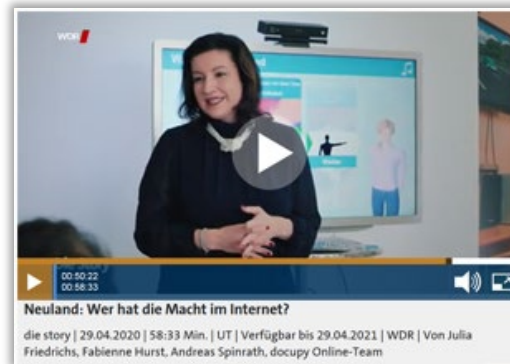 WDR
00:50:22
00:58:33
Neuland: Wer hat die Macht im Internet?
die story | 29.04.2020 | 58:33 Min. | UT | Verfügbar bis 29.04.2021 | WDR | Von Julia
Friedrichs, Fabienne Hurst, Andreas Spinrath, docupy Online-Team